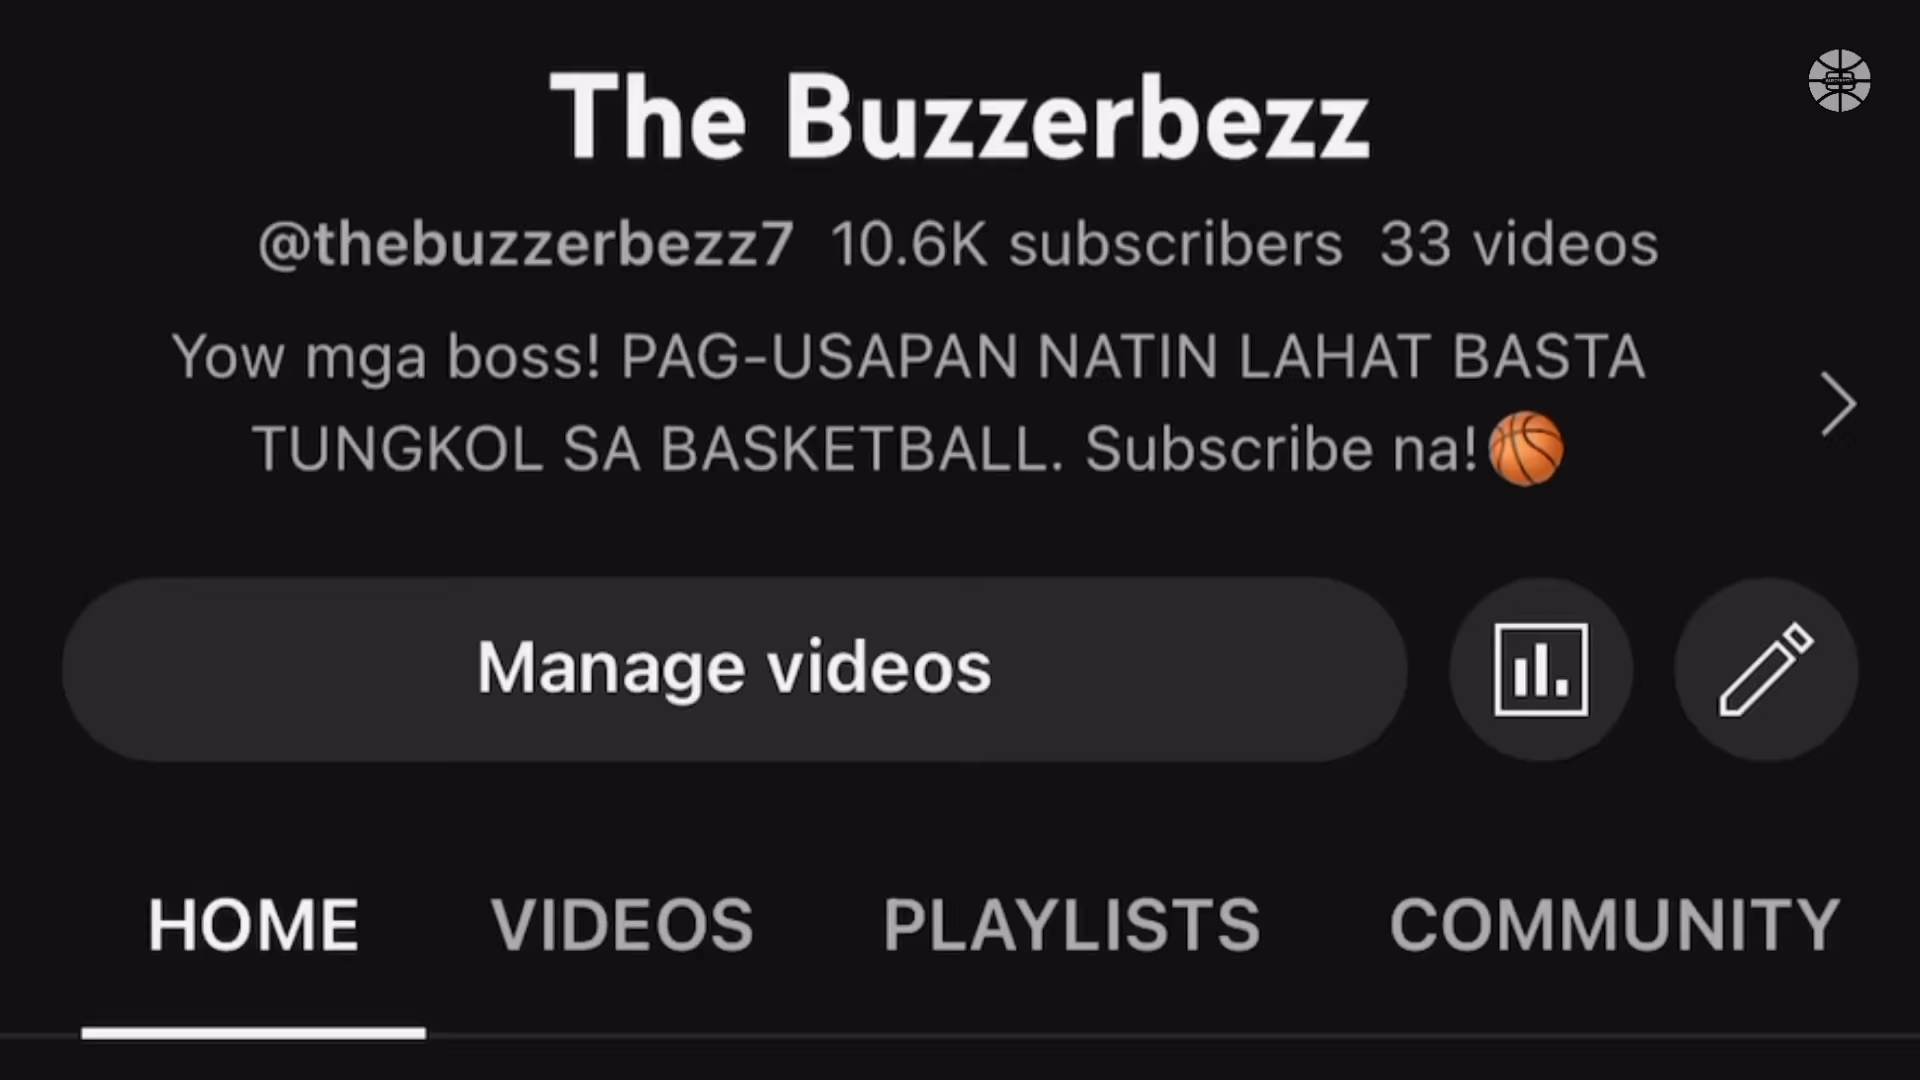 The Buzzerbezz
@thebuzzerbezz7 10.6K subscribers 33 videos
Yow mga boss! PAG-USAPAN NATIN LAHAT BASTA
TUNGKOL SA BASKETBALL. Subscribe na!🏀
Manage videos
HOME VIDEOS PLAYLISTS COMMUNITY